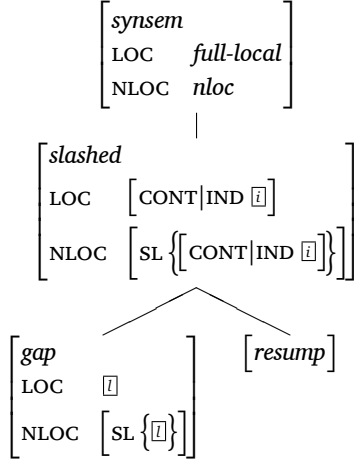 synsem
LOC full-local
NLOC nloc
slashed
LOC [CONT|IND i]
NLOC [SL {[CONT|IND i]}]
gap
LOC l
NLOC [SL {l}]
[resump]